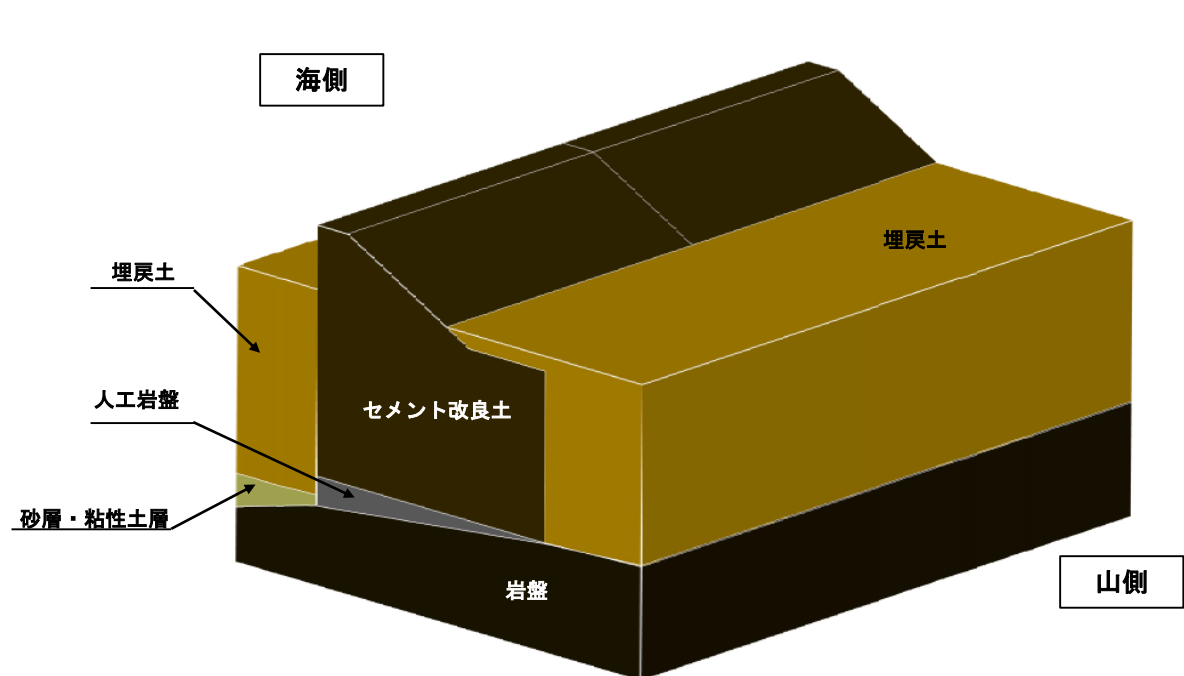 海側
埋戻土
埋戻土
人工岩盤
セメント改良土
砂層・粘性土層
岩盤
山側